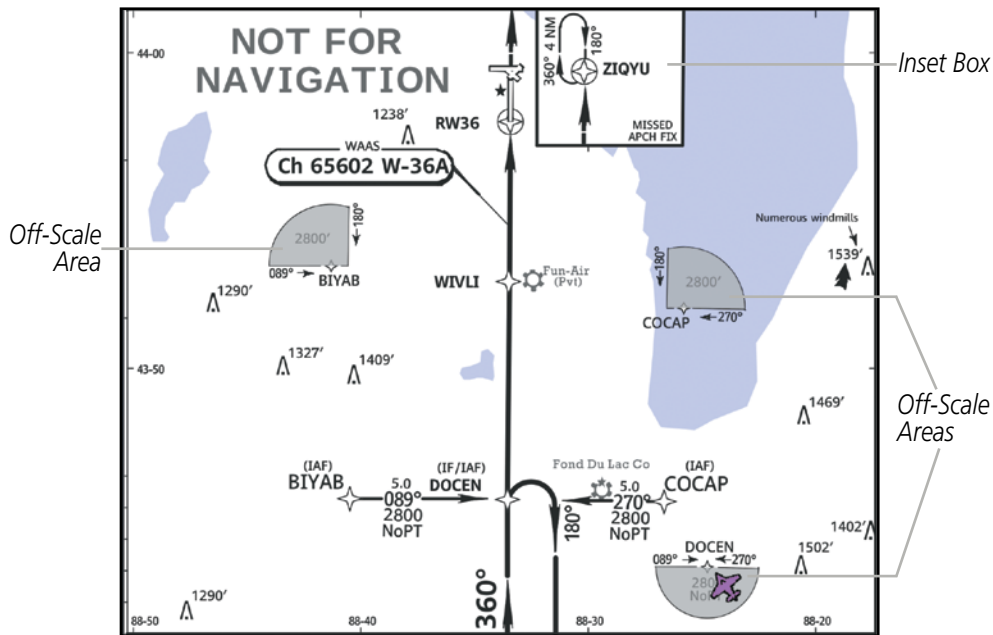 44-00
NOT FOR
NAVIGATION
360° 4 NM
180°
ZIQYU
MISSED
APCH FIX
Inset Box
1238'
RW36
WAAS
Ch 65602 W-36A
Off-Scale
Area
2800'
180°
089°
BIYAB
WIVLI
Fun-Air
(Pvt)
Numerous windmills
1539'
180°
2800'
COCAP
270°
1290'
1327'
1409'
43-50
1469'
Off-Scale
Areas
(IAF)
BIYAB
5.0
089°
2800
NoPT
(IF/IAF)
DOCEN
Fond Du Lac Co
5.0
270°
2800
NoPT
(IAF)
COCAP
180°
1402'
1502'
DOCEN
089°
270°
1290'
360°
88-50
88-40
88-30
88-20